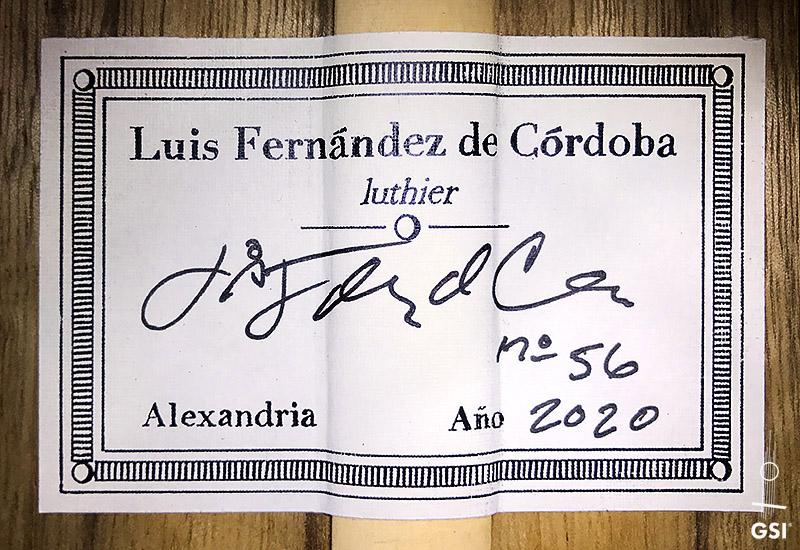 Luis Fernández de Córdoba
luthier
nº 56
Alexandria Año 2020
GSI